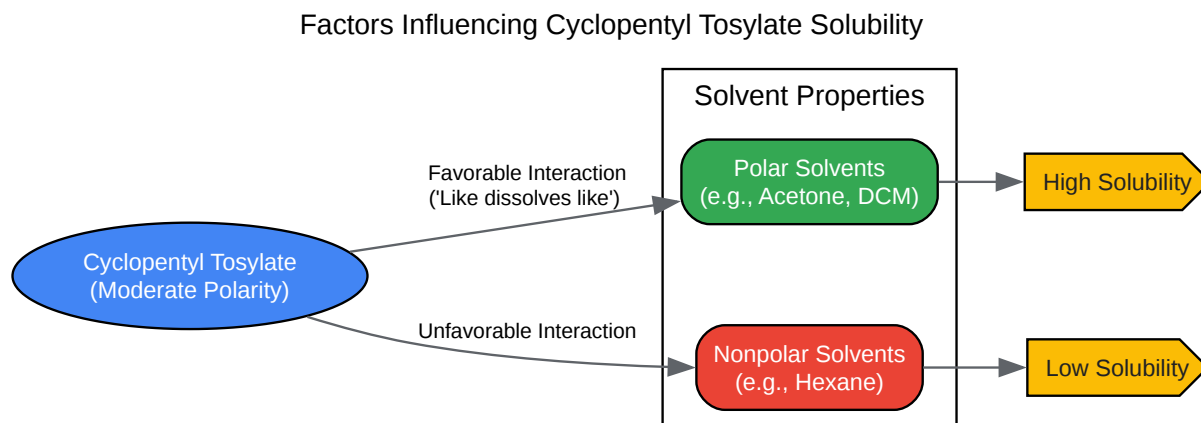 Factors Influencing Cyclopentyl Tosylate Solubility
Solvent Properties
Favorable Interaction
('Like dissolves like')
Polar Solvents
(e.g., Acetone, DCM)
High Solubility
Cyclopentyl Tosylate
(Moderate Polarity)
Unfavorable Interaction
Nonpolar Solvents
(e.g., Hexane)
Low Solubility